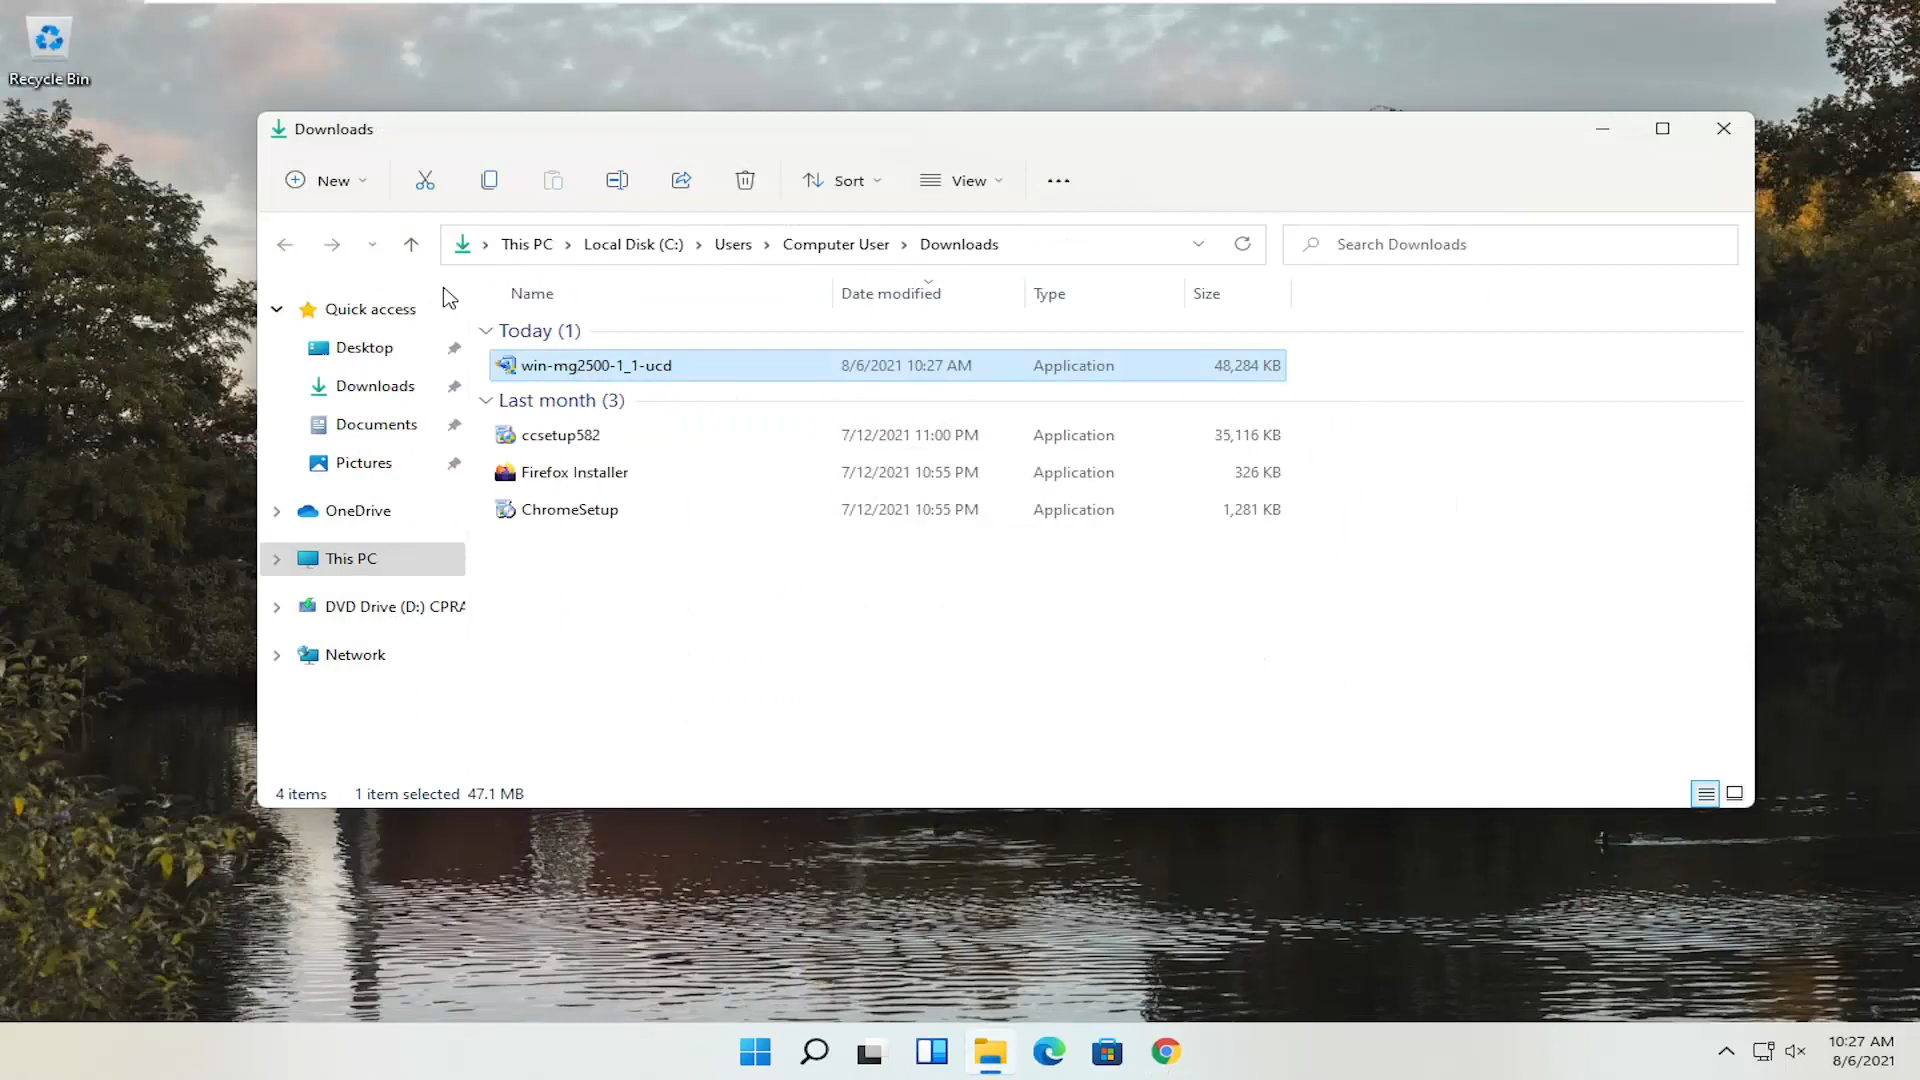 Recycle Bin
Downloads
New
Sort
View
This PC
Local Disk (C:)
Users
Computer User
Downloads
Search Downloads
Name
Date modified
Type
Size
Quick access
Desktop
Downloads
Documents
Pictures
OneDrive
This PC
DVD Drive (D:) CPRA
Network
Today (1)
win-mg2500-1_1-ucd 8/6/2021 10:27 AM Application 48,284 KB
Last month (3)
ccsetup582 7/12/2021 11:00 PM Application 35,116 KB
Firefox Installer 7/12/2021 10:55 PM Application 326 KB
ChromeSetup 7/12/2021 10:55 PM Application 1,281 KB
4 items 1 item selected 47.1 MB
10:27 AM
8/6/2021